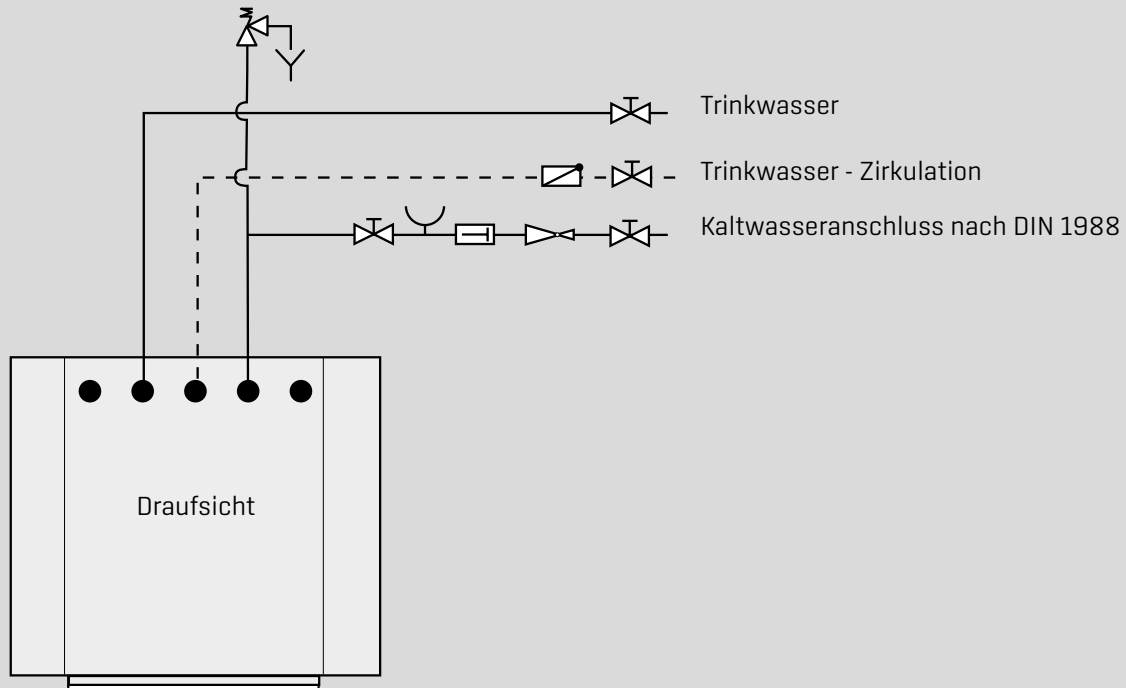 Trinkwasser
Trinkwasser - Zirkulation
Kaltwasseranschluss nach DIN 1988
Draufsicht